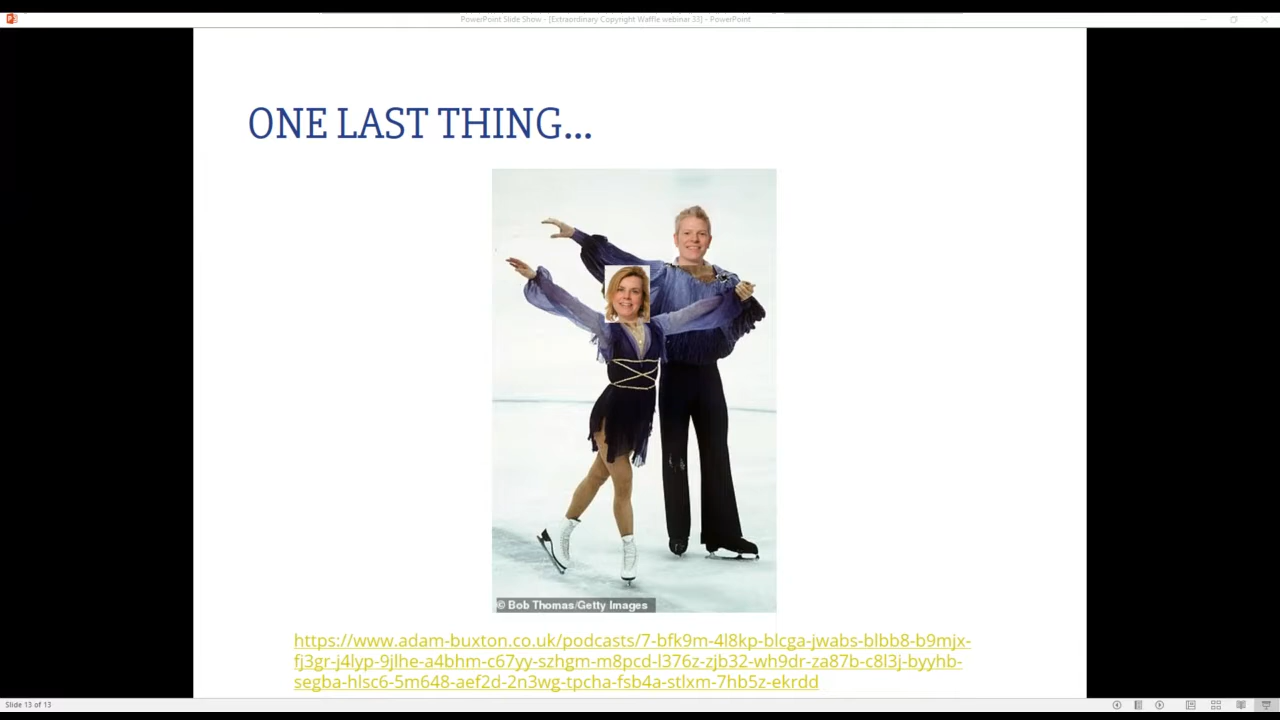 PowerPoint Slide Show - [Extraordinary Copyright Waffle webinar 33] - PowerPoint
ONE LAST THING...
© Bob Thomas/Getty Images
https://www.adam-buxton.co.uk/podcasts/7-bfk9m-4l8kp-blcga-jwabs-blbb8-b9mjx-
fj3gr-j4lyp-9jlhe-a4bhm-c67yy-szhgm-m8pcd-l376z-zjb32-wh9dr-za87b-c8l3j-byyhb-
segba-hlsc6-5m648-aef2d-2n3wg-tpcha-fsb4a-stlxm-7hb5z-ekrdd
Slide 13 of 13